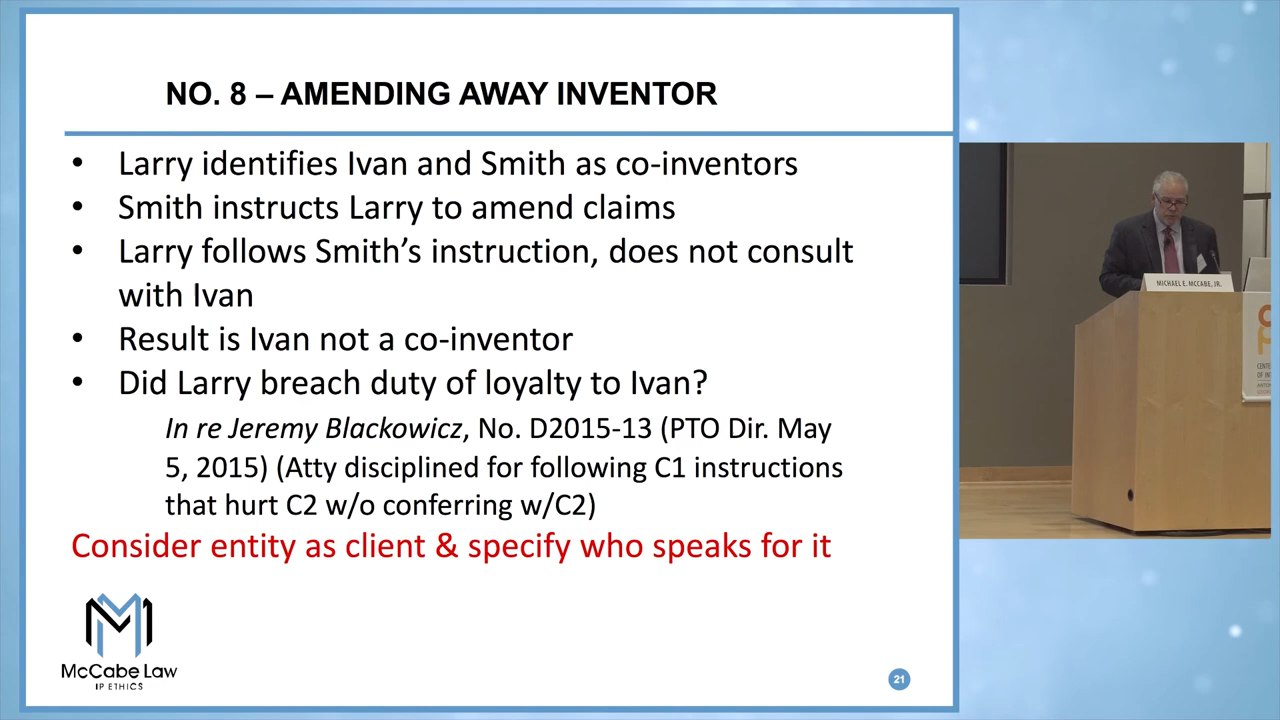 NO. 8 – AMENDING AWAY INVENTOR
• Larry identifies Ivan and Smith as co-inventors
• Smith instructs Larry to amend claims
• Larry follows Smith's instruction, does not consult
with Ivan
• Result is Ivan not a co-inventor
• Did Larry breach duty of loyalty to Ivan?
In re Jeremy Blackowicz, No. D2015-13 (PTO Dir. May
5, 2015) (Atty disciplined for following C1 instructions
that hurt C2 w/o conferring w/C2)
Consider entity as client & specify who speaks for it
McCabe Law
IP ETHICS
21
MICHAEL E. MCCABE, JR.